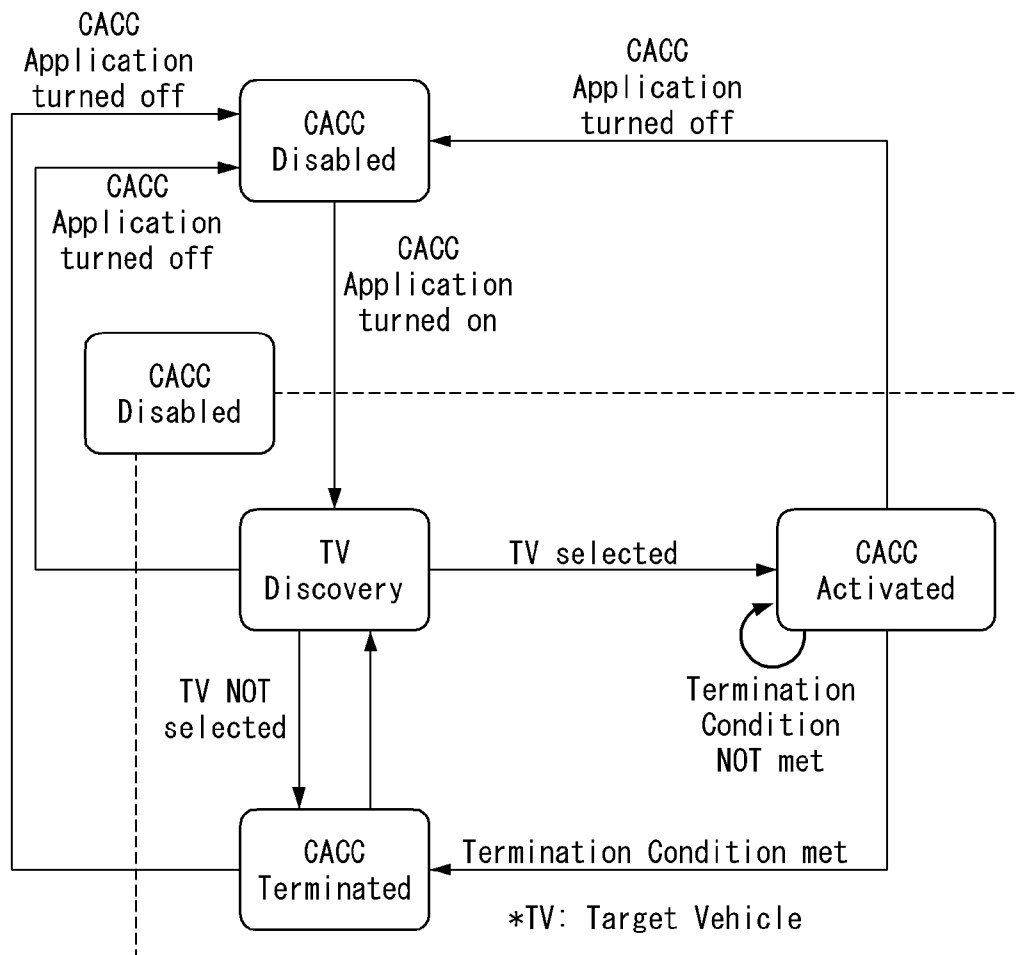 CACC
Application
turned off
CACC
Application
turned off
CACC
Disabled
CACC
Application
turned off
CACC
Application
turned on
CACC
Disabled
TV
Discovery
TV selected
CACC
Activated
TV NOT
selected
Termination
Condition
NOT met
CACC
Terminated
Termination Condition met
*TV: Target Vehicle